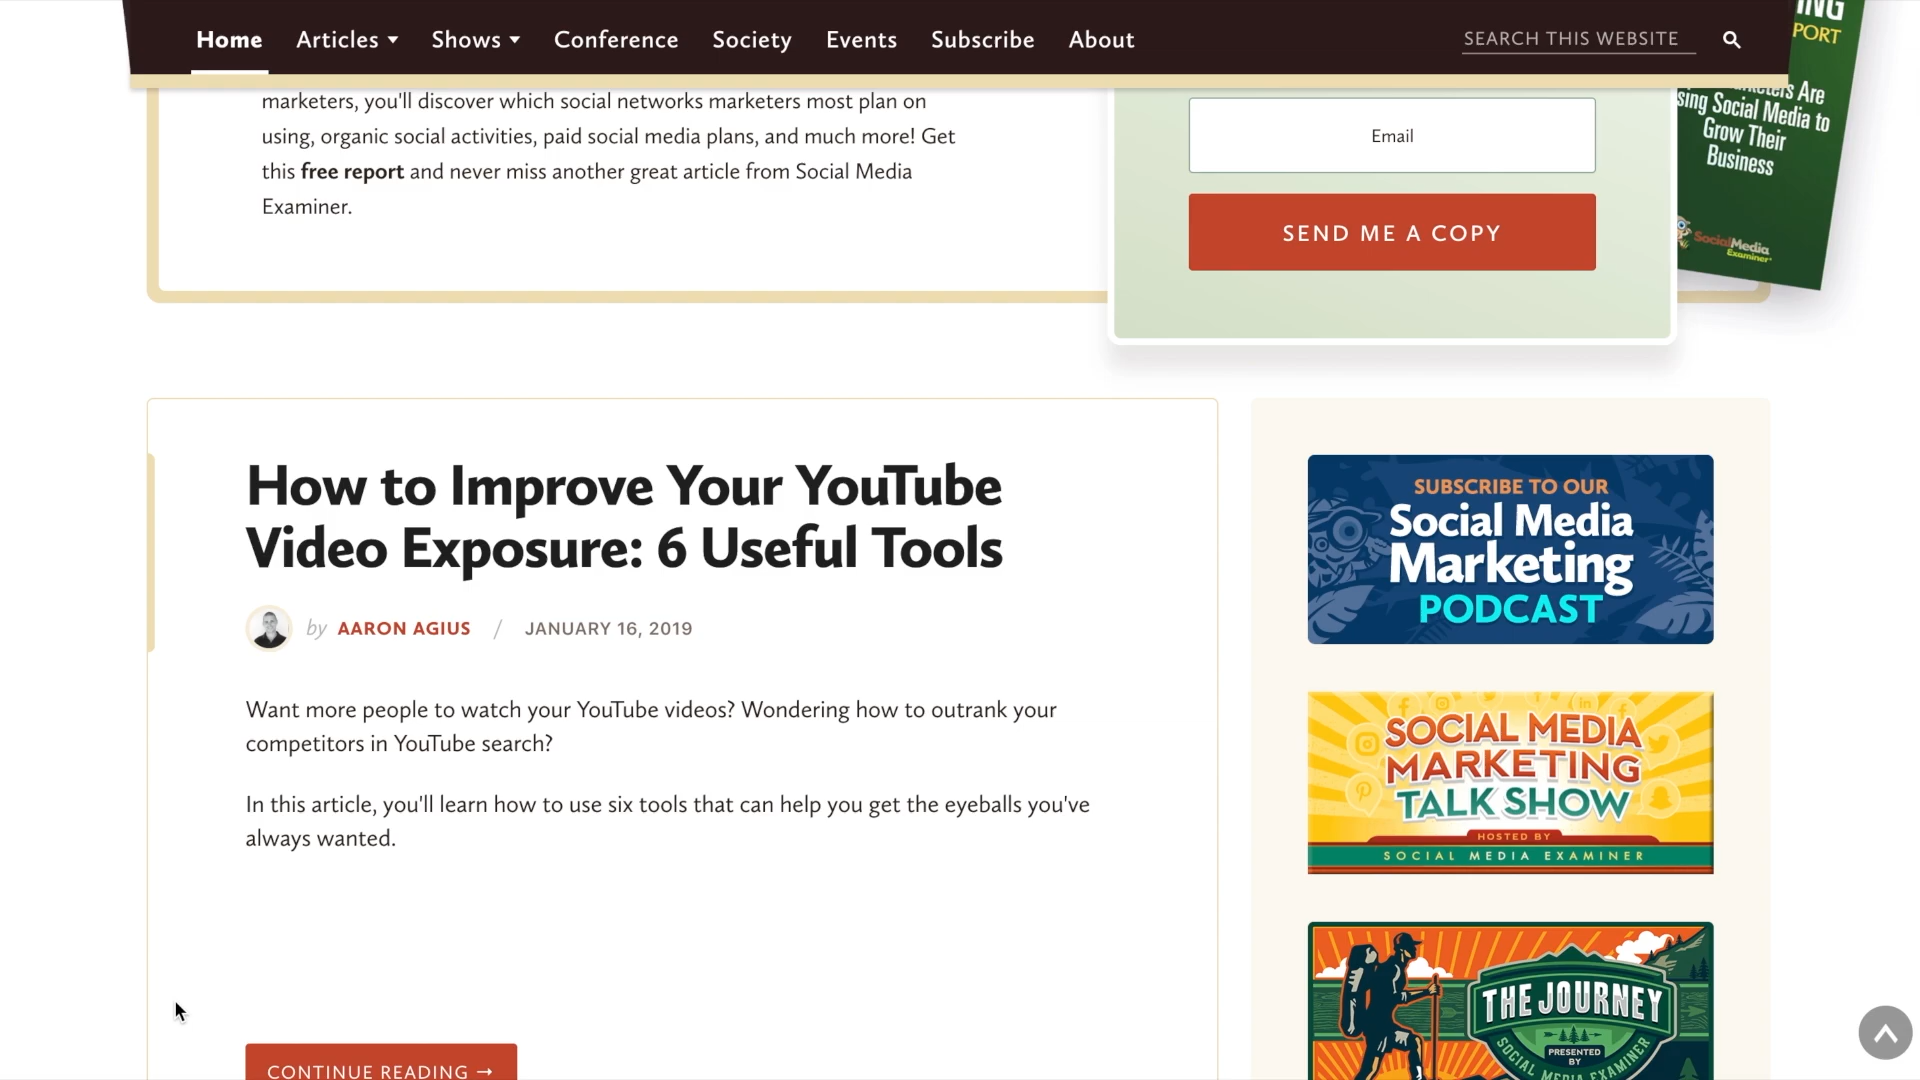 Home Articles Shows Conference Society Events Subscribe About SEARCH THIS WEBSITE
marketers, you'll discover which social networks marketers most plan on
using, organic social activities, paid social media plans, and much more! Get
this free report and never miss another great article from Social Media
Examiner.
Email
SEND ME A COPY
PORT
Are
sing Social Media to
Grow Their
Business
SocialMedia
Examiner
How to Improve Your YouTube
Video Exposure: 6 Useful Tools
by AARON AGIUS / JANUARY 16, 2019
Want more people to watch your YouTube videos? Wondering how to outrank your
competitors in YouTube search?
In this article, you'll learn how to use six tools that can help you get the eyeballs you've
always wanted.
CONTINUE READING →
SUBSCRIBE TO OUR
Social Media
Marketing
PODCAST
SOCIAL MEDIA
MARKETING
TALK SHOW
HOSTED BY
SOCIAL MEDIA EXAMINER
THE JOURNEY
PRESENTED
BY
SOCIAL MEDIA EXAMINER